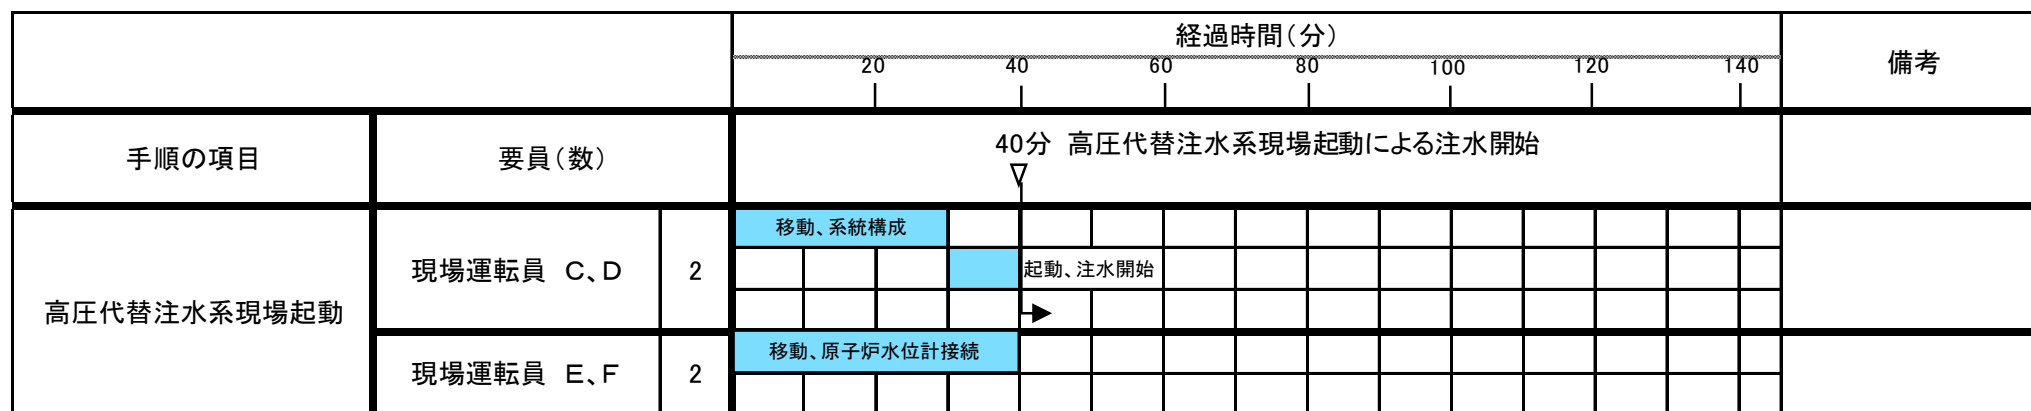 経過時間（分）
備考
20 40 60 80 100 120 140
手順の項目
要員（数）
40分 高圧代替注水系現場起動による注水開始
高圧代替注水系現場起動
現場運転員 Ｃ、Ｄ
2
移動、系統構成
起動、注水開始
現場運転員 Ｅ、Ｆ
2
移動、原子炉水位計接続